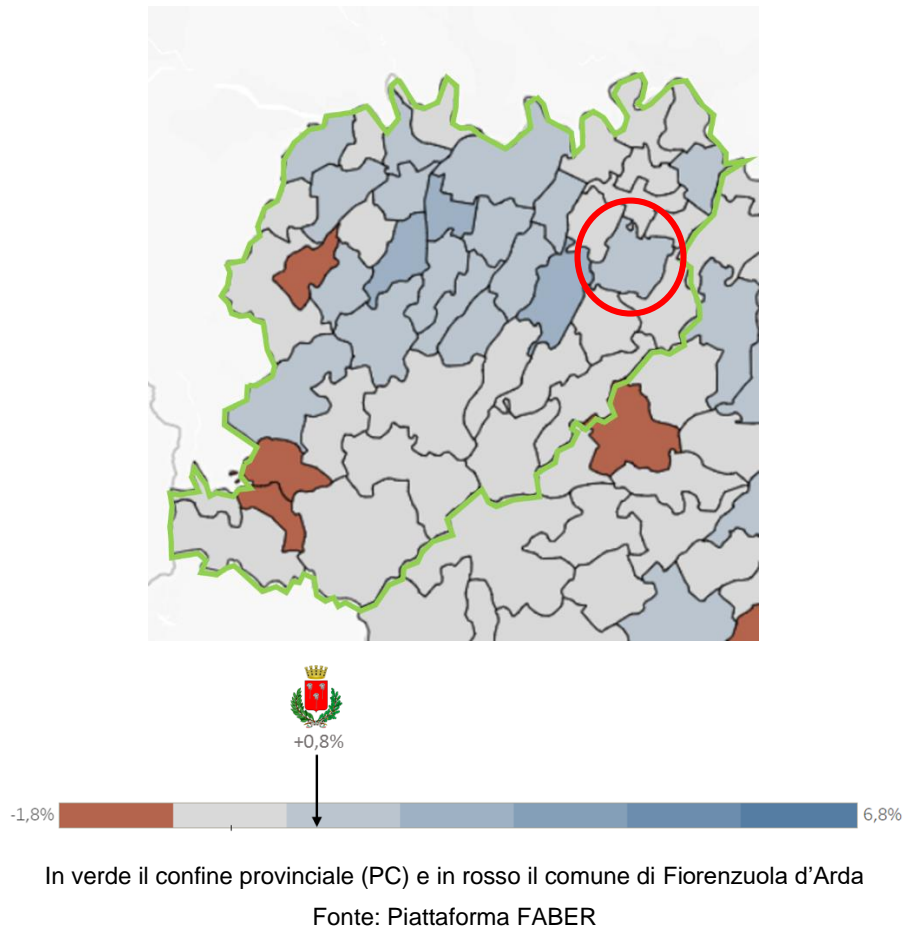 +0,8%
-1,8%
6,8%
In verde il confine provinciale (PC) e in rosso il comune di Fiorenzuola d’Arda
Fonte: Piattaforma FABER